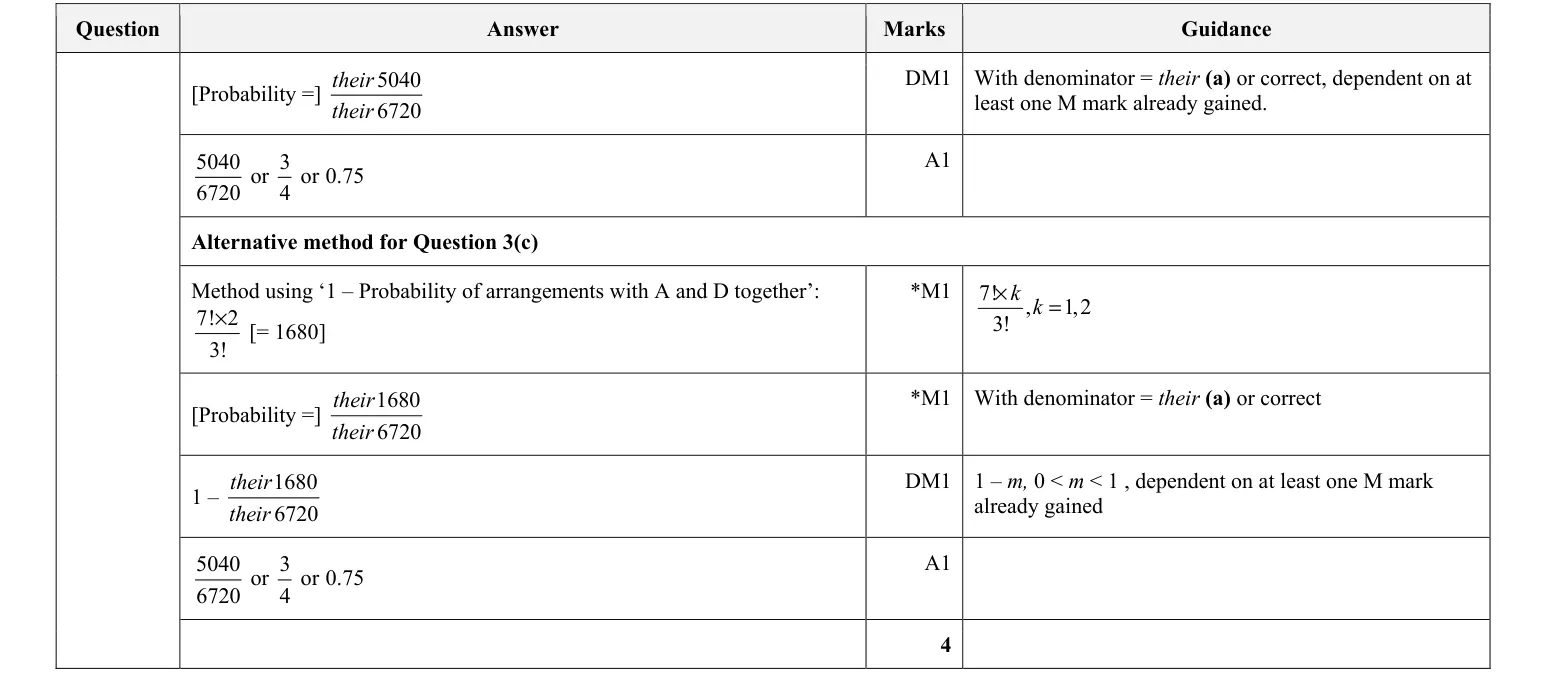 Question Answer Marks Guidance
[Probability =] their 5040 / their 6720 DM1 With denominator = their (a) or correct, dependent on at
least one M mark already gained.
5040/6720 or 3/4 or 0.75 A1
Alternative method for Question 3(c)
Method using ‘1 – Probability of arrangements with A and D together’: *M1 7!×k / 3! , k = 1, 2
7!×2 / 3! [= 1680]
[Probability =] their 1680 / their 6720 *M1 With denominator = their (a) or correct
1 – their 1680 / their 6720 DM1 1 – m, 0 < m < 1 , dependent on at least one M mark
already gained
5040/6720 or 3/4 or 0.75 A1
4